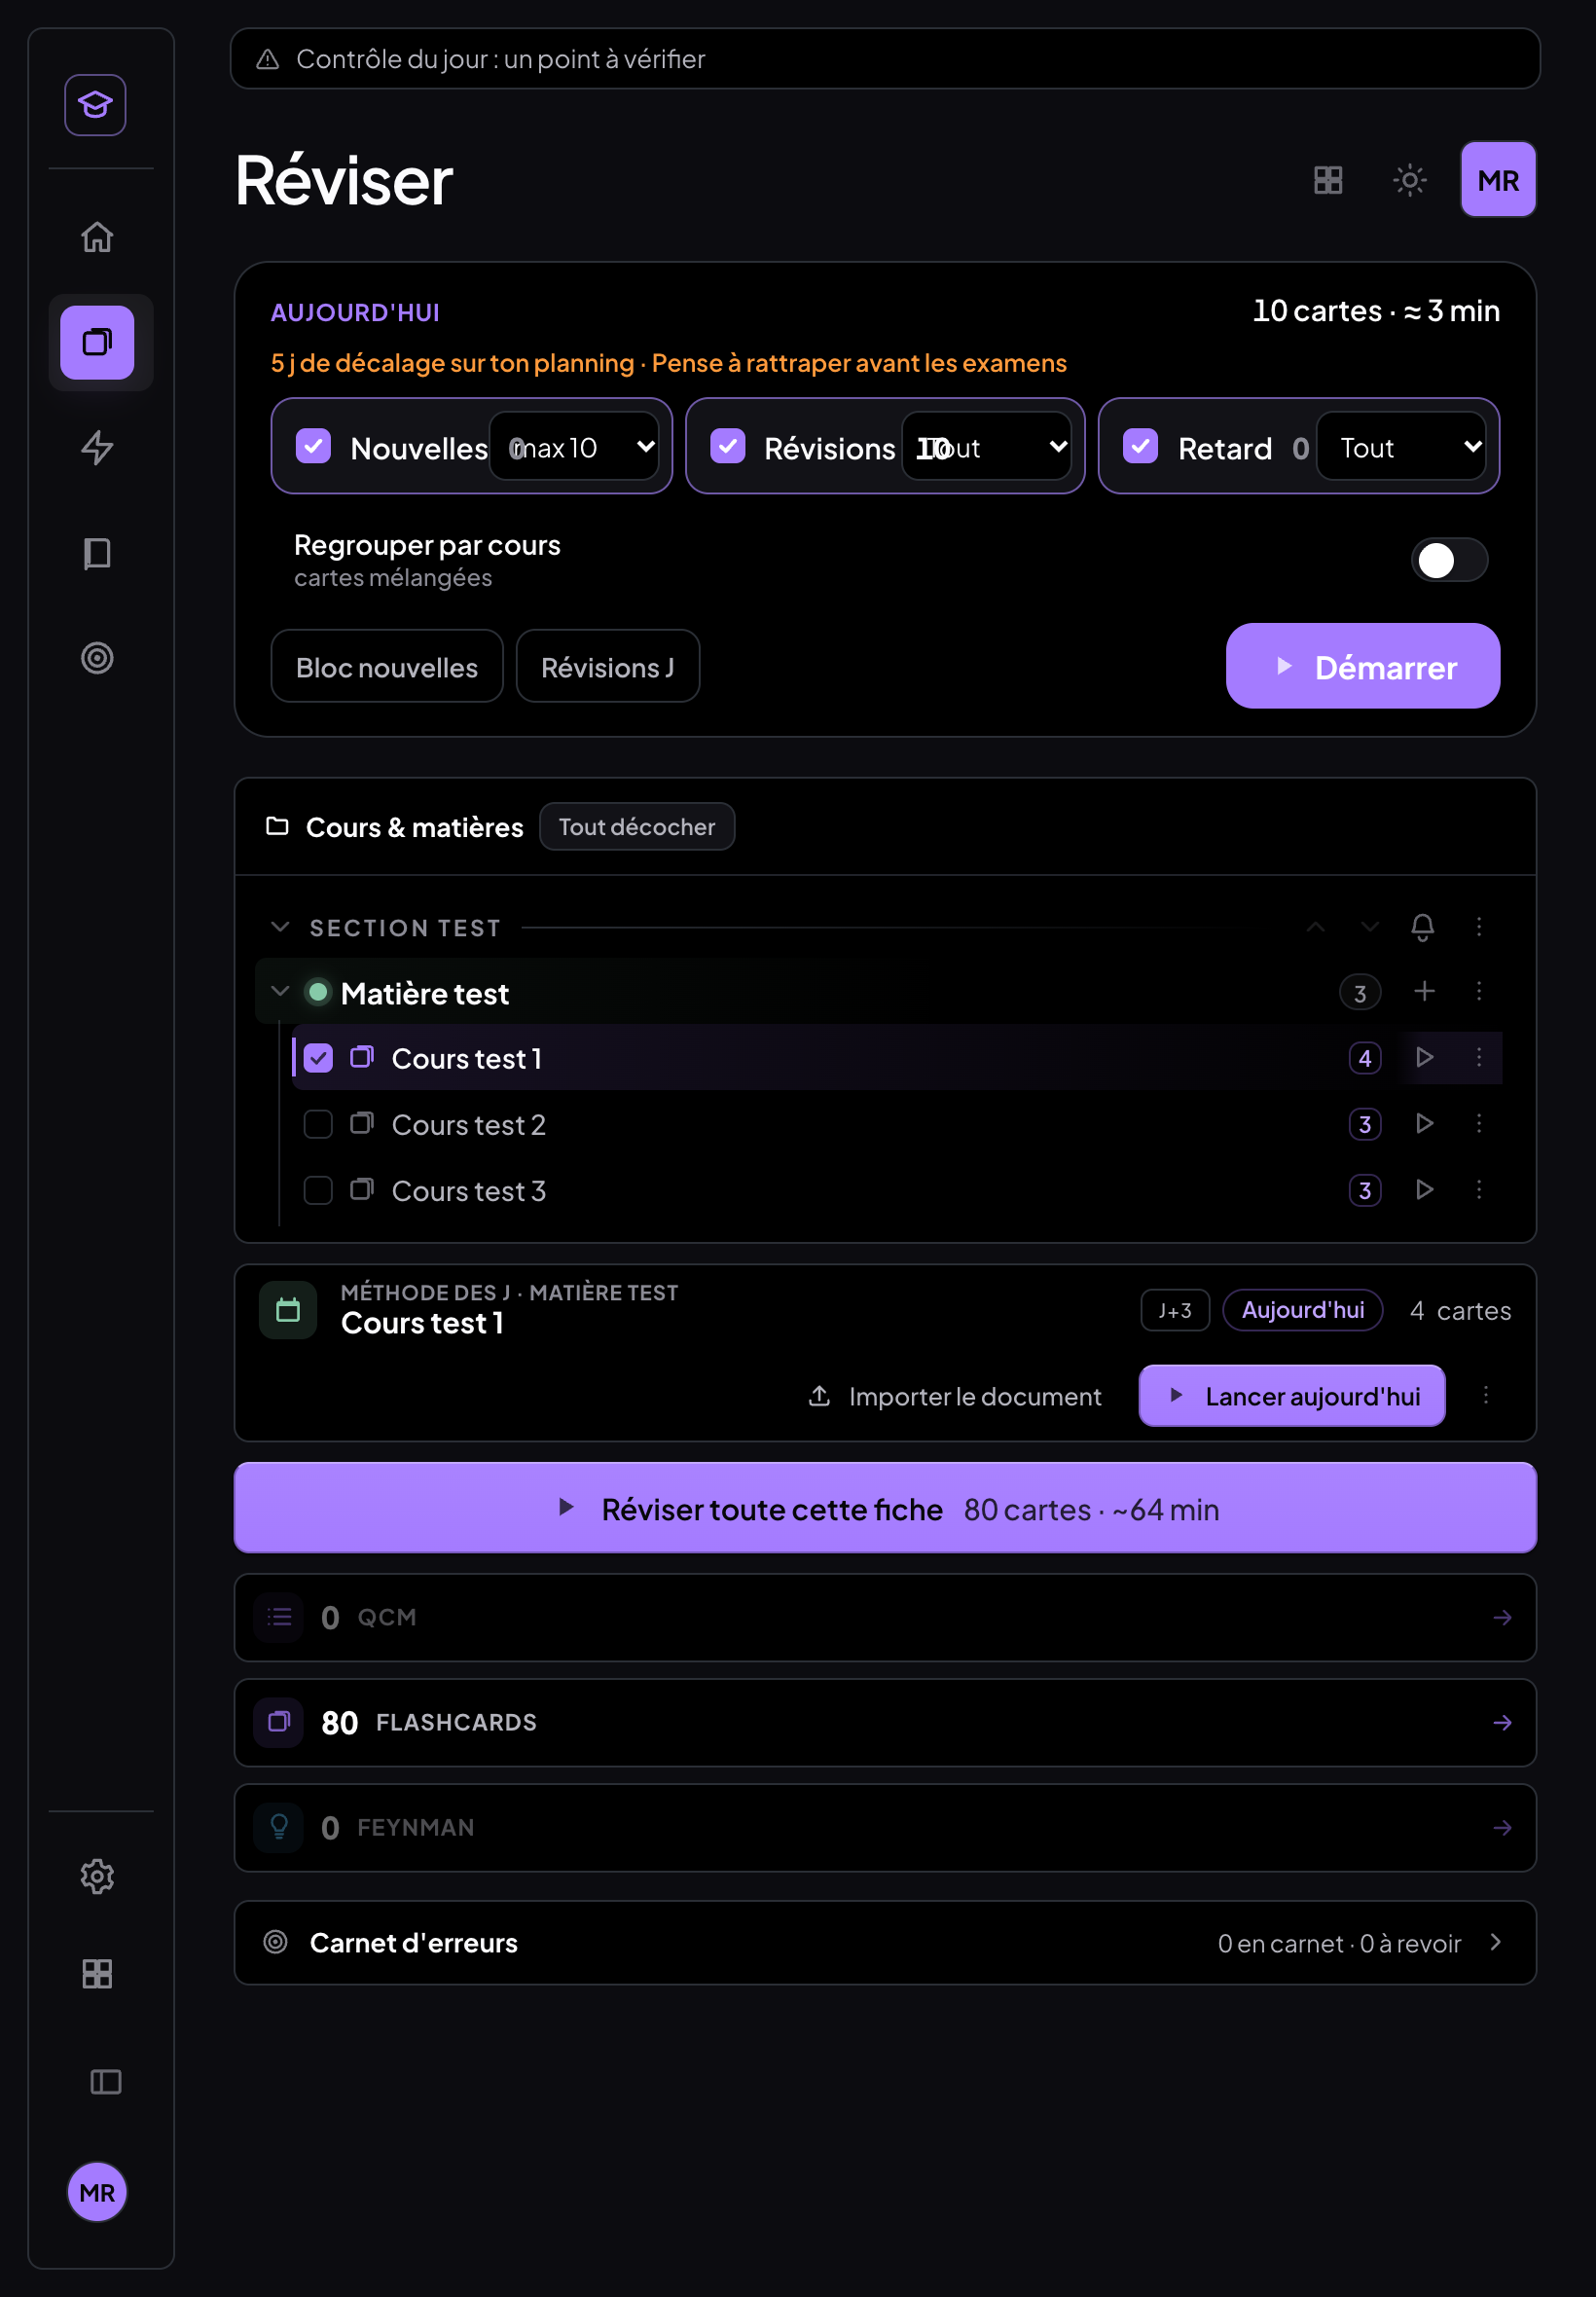 Contrôle du jour : un point à vérifier
Réviser
MR
AUJOURD'HUI
10 cartes · ≈ 3 min
5 j de décalage sur ton planning · Pense à rattraper avant les examens
Nouvelles 0 max 10
Révisions 10 Tout
Retard 0 Tout
Regrouper par cours
cartes mélangées
Bloc nouvelles
Révisions J
Démarrer
Cours & matières
Tout décocher
SECTION TEST
Matière test 3
Cours test 1 4
Cours test 2 3
Cours test 3 3
MÉTHODE DES J · MATIÈRE TEST
Cours test 1
J+3
Aujourd'hui
4 cartes
Importer le document
Lancer aujourd'hui
Réviser toute cette fiche 80 cartes · ~64 min
0 QCM
80 FLASHCARDS
0 FEYNMAN
Carnet d'erreurs
0 en carnet · 0 à revoir
MR